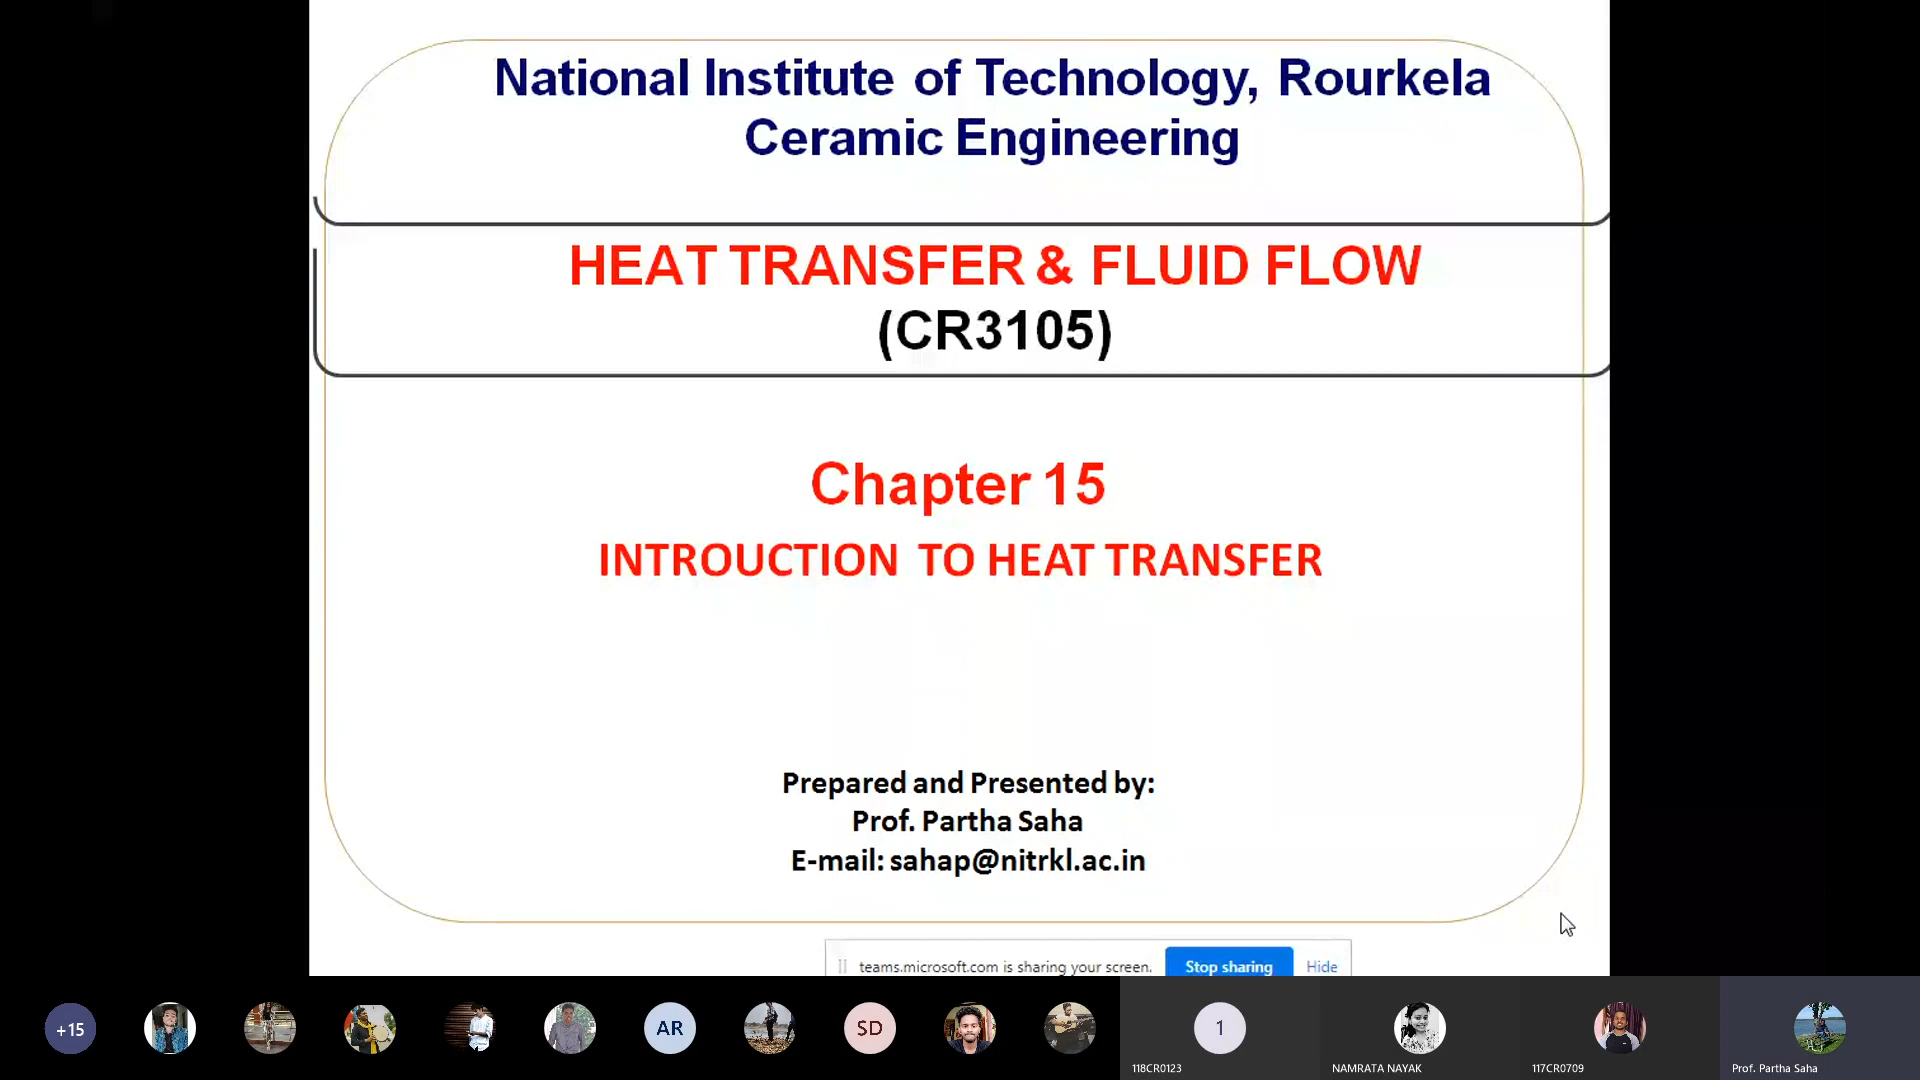 National Institute of Technology, Rourkela
Ceramic Engineering
HEAT TRANSFER & FLUID FLOW
(CR3105)
Chapter 15
INTROUCTION TO HEAT TRANSFER
Prepared and Presented by:
Prof. Partha Saha
E-mail: sahap@nitrkl.ac.in
teams.microsoft.com is sharing your screen. Stop sharing Hide
+15 AR SD 1
118CR0123 NAMRATA NAYAK 117CR0709 Prof. Partha Saha